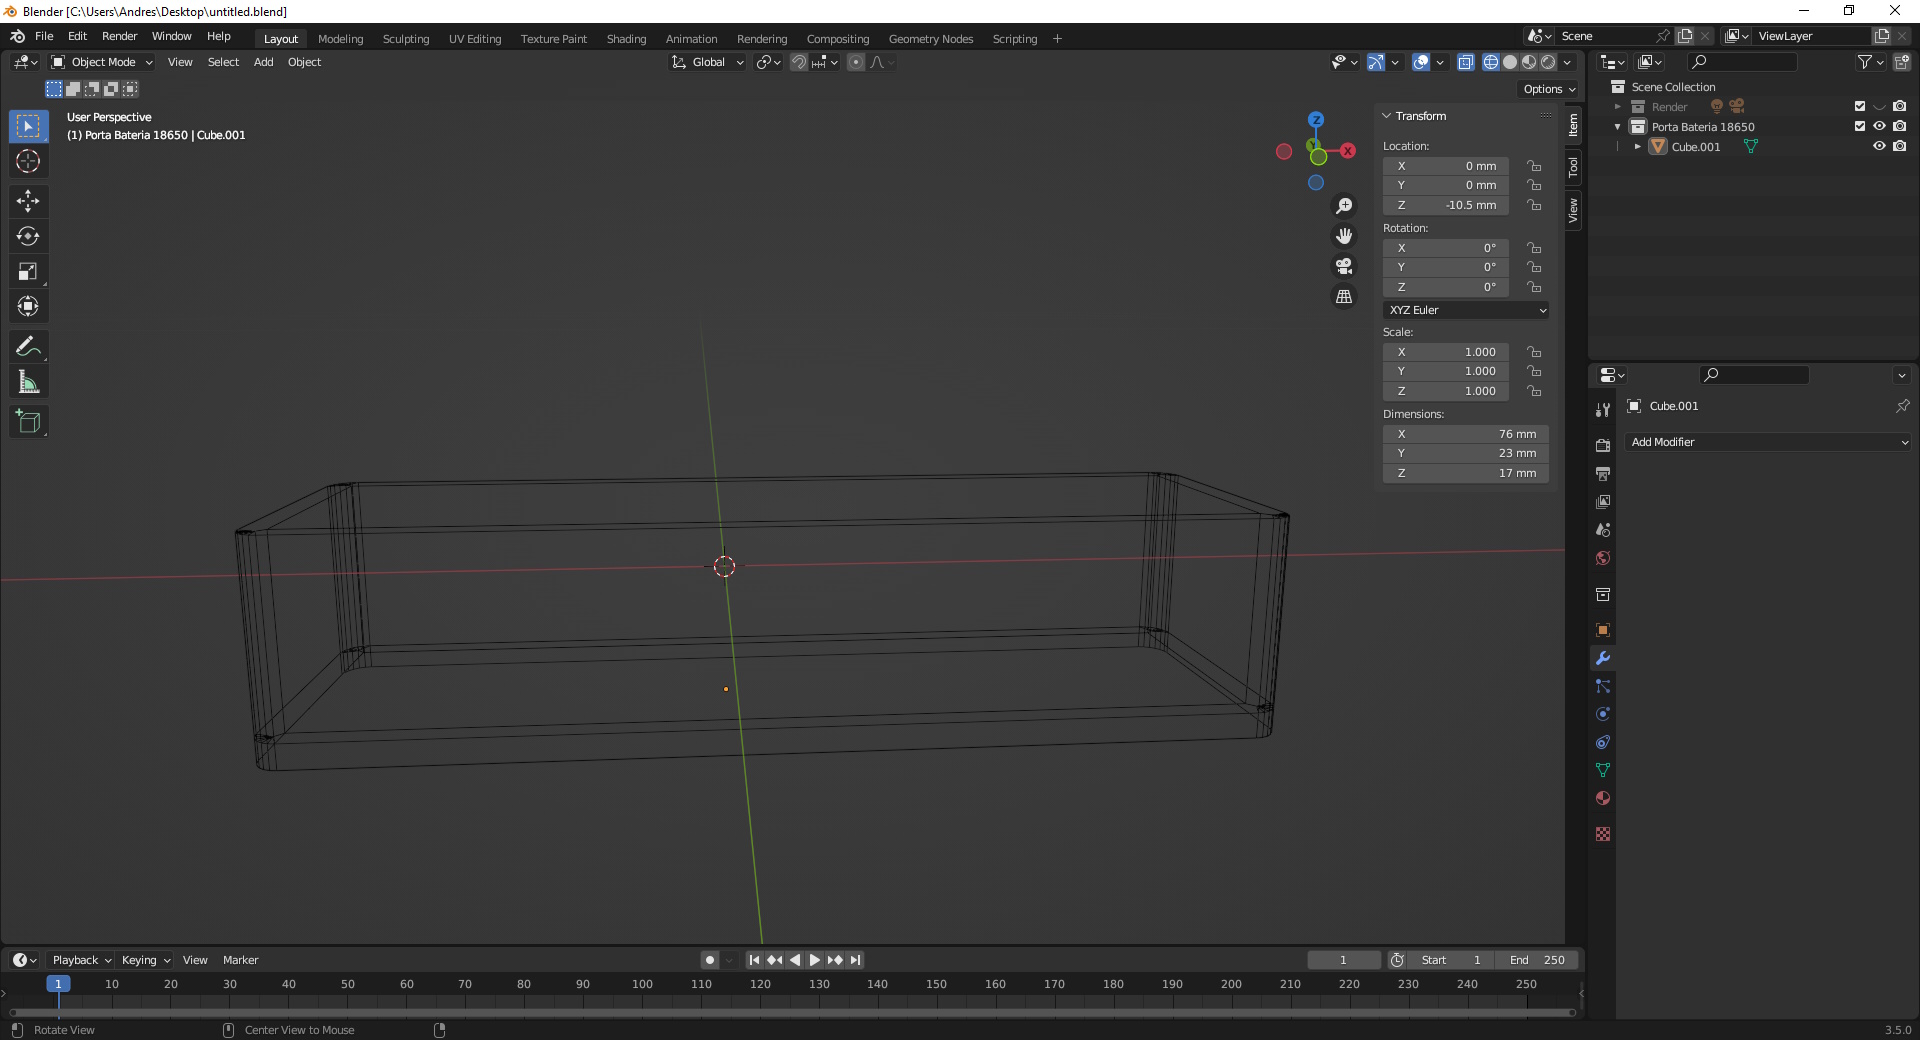 Blender [C:\Users\Andres\Desktop\untitled.blend]
File Edit Render Window Help
Layout Modeling Sculpting UV Editing Texture Paint Shading Animation Rendering Compositing Geometry Nodes Scripting +
Scene
ViewLayer
Object Mode View Select Add Object
Global
Options
User Perspective
(1) Porta Bateria 18650 | Cube.001
Z
Y
X
Transform
Location:
X 0 mm
Y 0 mm
Z -10.5 mm
Rotation:
X 0°
Y 0°
Z 0°
XYZ Euler
Scale:
X 1.000
Y 1.000
Z 1.000
Dimensions:
X 76 mm
Y 23 mm
Z 17 mm
Item
Tool
View
Scene Collection
Render
Porta Bateria 18650
Cube.001
Cube.001
Add Modifier
Playback Keying View Marker
1
Start 1
End 250
1 10 20 30 40 50 60 70 80 90 100 110 120 130 140 150 160 170 180 190 200 210 220 230 240 250
Rotate View
Center View to Mouse
3.5.0